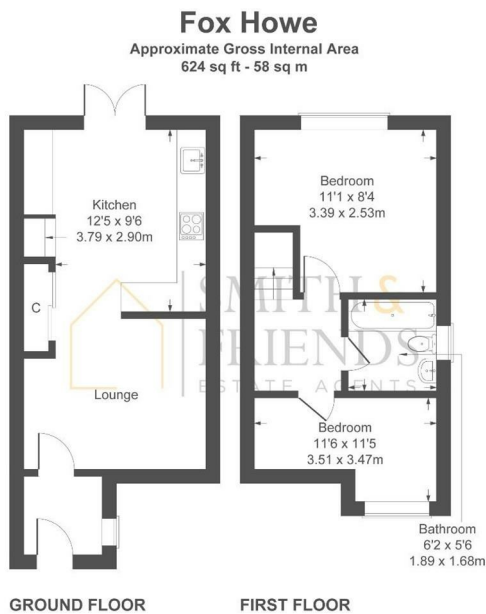 Fox Howe
Approximate Gross Internal Area
624 sq ft - 58 sq m
Kitchen
12'5 x 9'6
3.79 x 2.90m
C
Lounge
Bedroom
11'1 x 8'4
3.39 x 2.53m
SMITH &
FRIENDS
ESTATE AGENTS
Bedroom
11'6 x 11'5
3.51 x 3.47m
Bathroom
6'2 x 5'6
1.89 x 1.68m
GROUND FLOOR
FIRST FLOOR